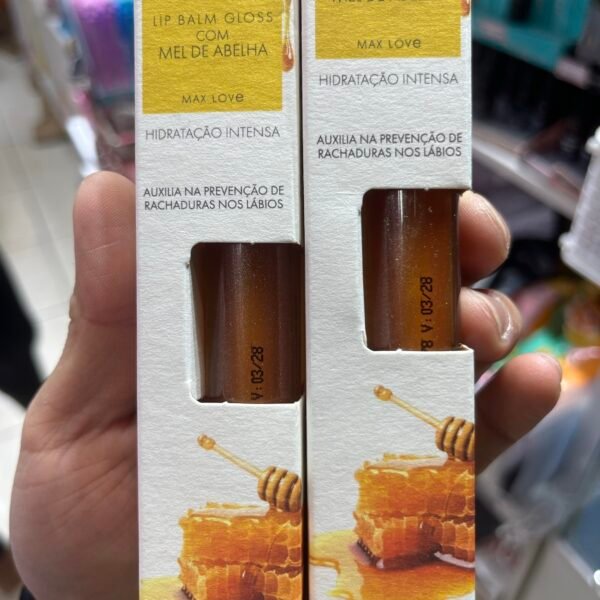 LIP BALM GLOSS
COM
MEL DE ABELHA
MAX LOVE
HIDRATAÇÃO INTENSA
AUXILIA NA PREVENÇÃO DE
RACHADURAS NOS LÁBIOS
V:03/28
MAX LOVE
HIDRATAÇÃO INTENSA
AUXILIA NA PREVENÇÃO DE
RACHADURAS NOS LÁBIOS
V:03/28